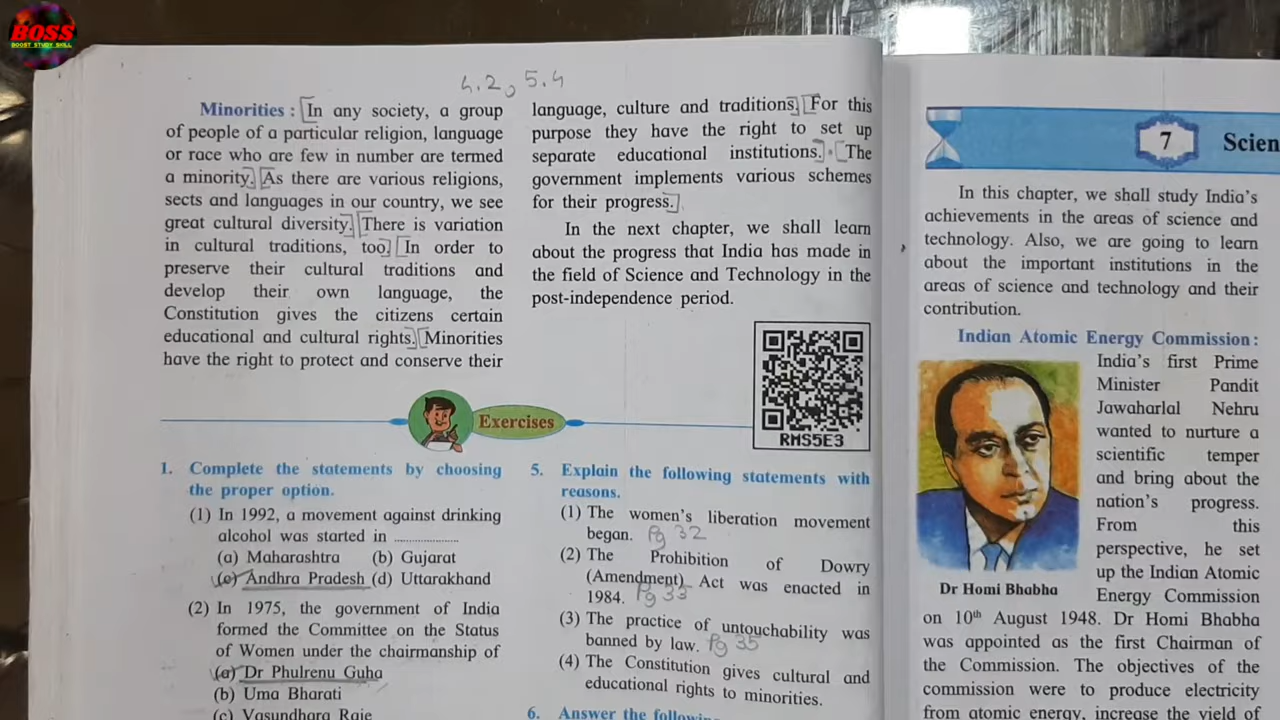 BOSS
BOOST STUDY SKILL
4.2, 5.4
Minorities : In any society, a group
of people of a particular religion, language
or race who are few in number are termed
a minority. As there are various religions,
sects and languages in our country, we see
great cultural diversity. There is variation
in cultural traditions, too. In order to
preserve their cultural traditions and
develop their own language, the
Constitution gives the citizens certain
educational and cultural rights. Minorities
have the right to protect and conserve their
language, culture and traditions. For this
purpose they have the right to set up
separate educational institutions. The
government implements various schemes
for their progress.
In the next chapter, we shall learn
about the progress that India has made in
the field of Science and Technology in the
post-independence period.
RMS5E3
Exercises
1. Complete the statements by choosing
the proper option.
(1) In 1992, a movement against drinking
alcohol was started in ....................
(a) Maharashtra (b) Gujarat
(c) Andhra Pradesh (d) Uttarakhand
(2) In 1975, the government of India
formed the Committee on the Status
of Women under the chairmanship of
(a) Dr Phulrenu Guha
(b) Uma Bharati
(c) Vasundhara Raje
5. Explain the following statements with
reasons.
(1) The women's liberation movement
began. Pg 32
(2) The Prohibition of Dowry
(Amendment) Act was enacted in
1984. Pg 33
(3) The practice of untouchability was
banned by law. Pg 35
(4) The Constitution gives cultural and
educational rights to minorities.
6. Answer the following
7
Scien
In this chapter, we shall study India's
achievements in the areas of science and
technology. Also, we are going to learn
about the important institutions in the
areas of science and technology and their
contribution.
Indian Atomic Energy Commission :
India's first Prime
Minister Pandit
Jawaharlal Nehru
wanted to nurture a
scientific temper
and bring about the
nation's progress.
From this
perspective, he set
up the Indian Atomic
Energy Commission
Dr Homi Bhabha
on 10th August 1948. Dr Homi Bhabha
was appointed as the first Chairman of
the Commission. The objectives of the
commission were to produce electricity
from atomic energy, increase the yield of